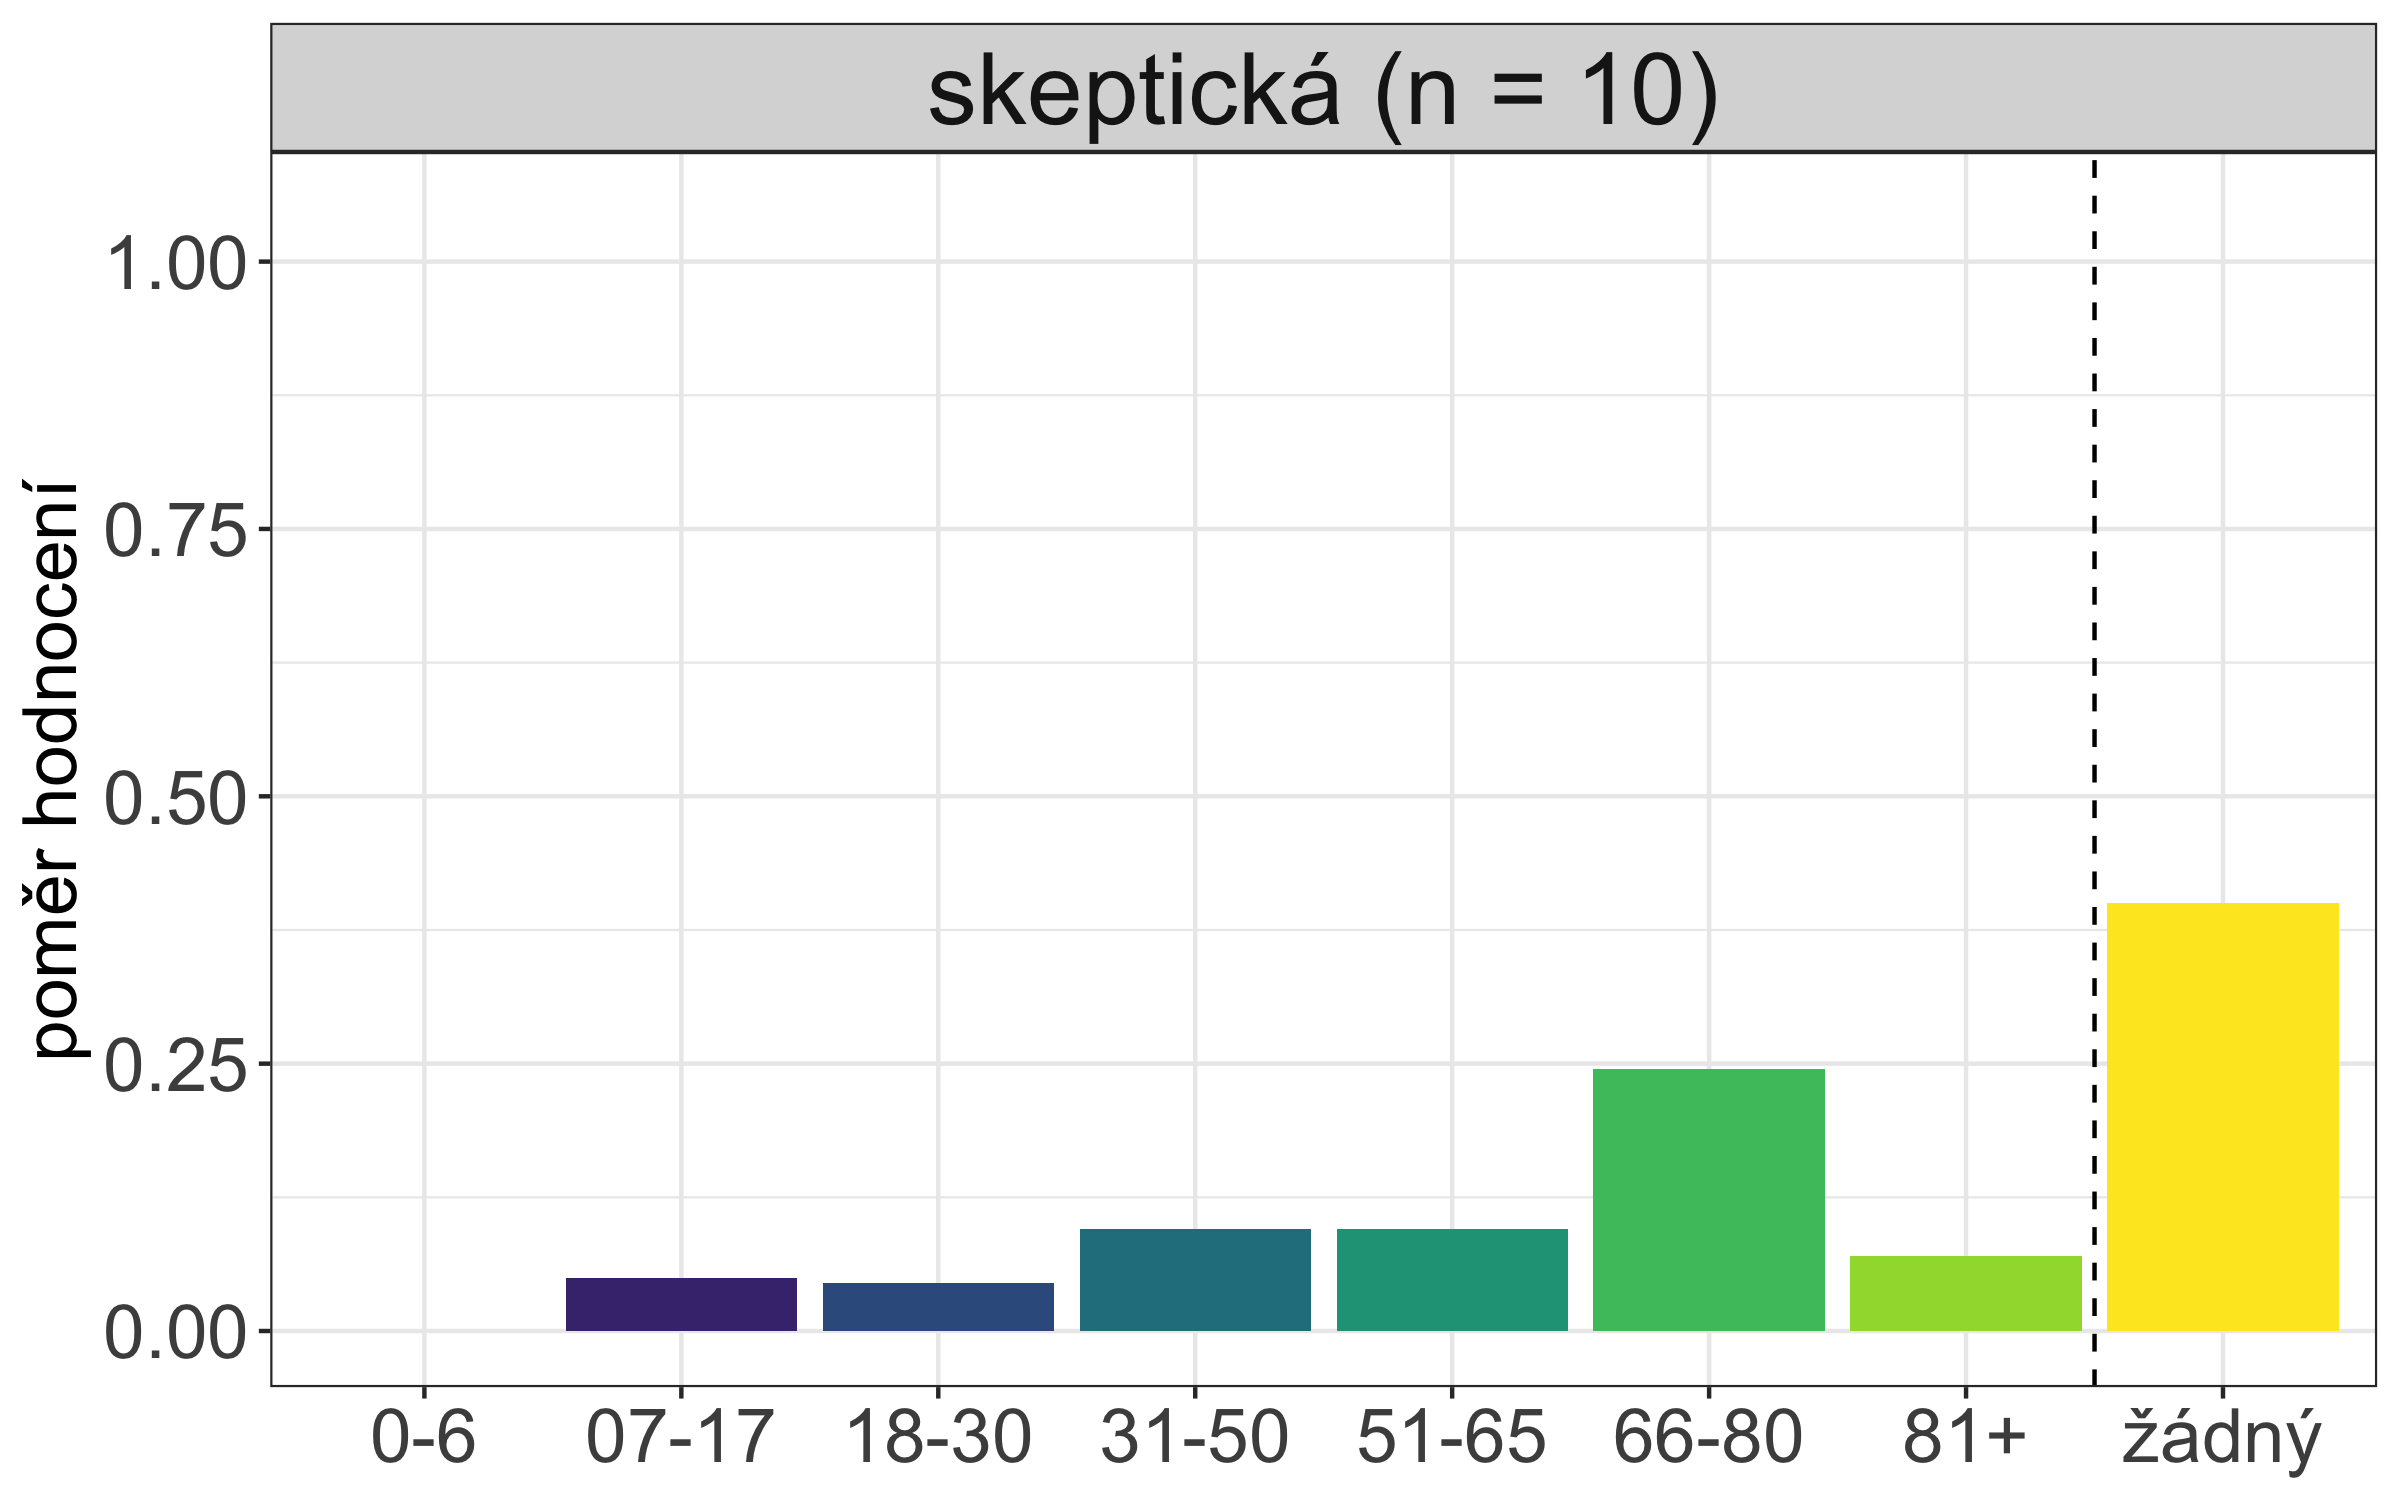 skeptická (n = 10)
poměr hodnocení
1.00
0.75
0.50
0.25
0.00
0-6 07-17 18-30 31-50 51-65 66-80 81+ žádný